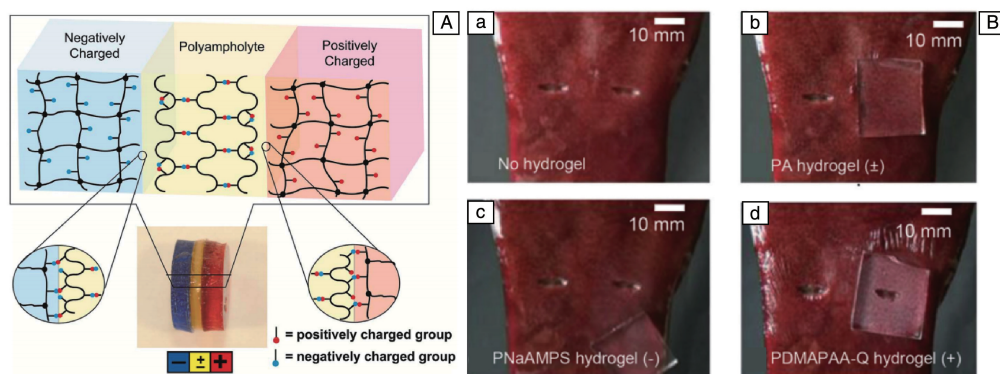 A
Negatively
Charged
Polyampholyte
Positively
Charged
− ± +
= positively charged group
= negatively charged group
B
a
10 mm
No hydrogel
b
10 mm
PA hydrogel (±)
c
10 mm
PNaAMPS hydrogel (-)
d
10 mm
PDMAPAA-Q hydrogel (+)